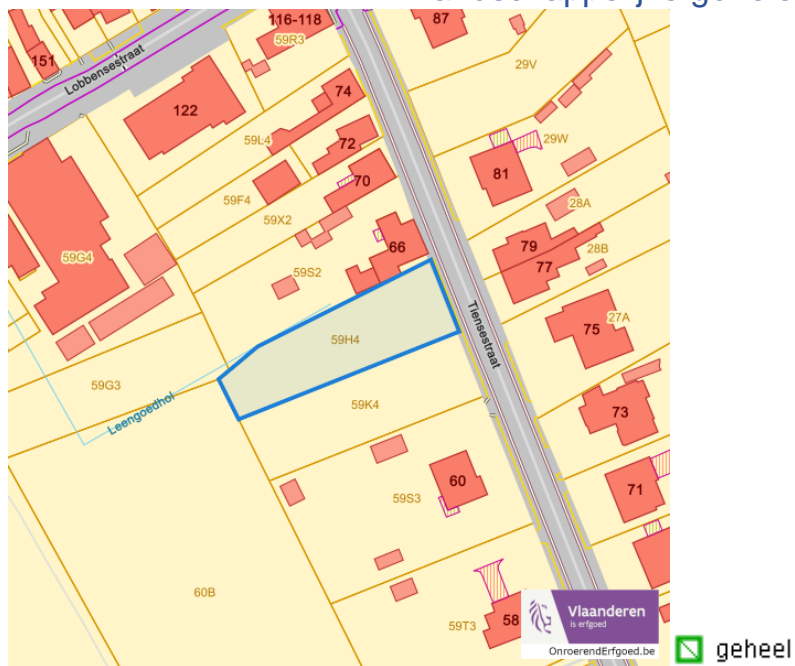 116-118
59R3
87
151
Lobbensestraat
29V
122
74
59L4
72
29W
81
70
59F4
59X2
28A
66
79
59G4
28B
77
59S2
27A
75
59H4
Tiensestraat
59G3
59K4
73
Leengoedhof
60
71
59S3
60B
Vlaanderen
is erfgoed
58
59T3
OnroerendErfgoed.be
geheel